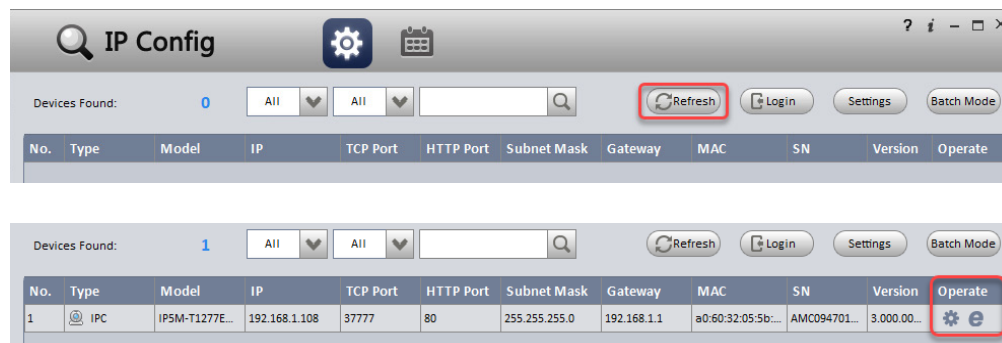 IP Config
? i
Devices Found: 0 All All Refresh Login Settings Batch Mode
No. Type Model IP TCP Port HTTP Port Subnet Mask Gateway MAC SN Version Operate
Devices Found: 1 All All Refresh Login Settings Batch Mode
No. Type Model IP TCP Port HTTP Port Subnet Mask Gateway MAC SN Version Operate
1 IPC IP5M-T1277E... 192.168.1.108 37777 80 255.255.255.0 192.168.1.1 a0:60:32:05:5b:... AMC094701... 3.000.00... e